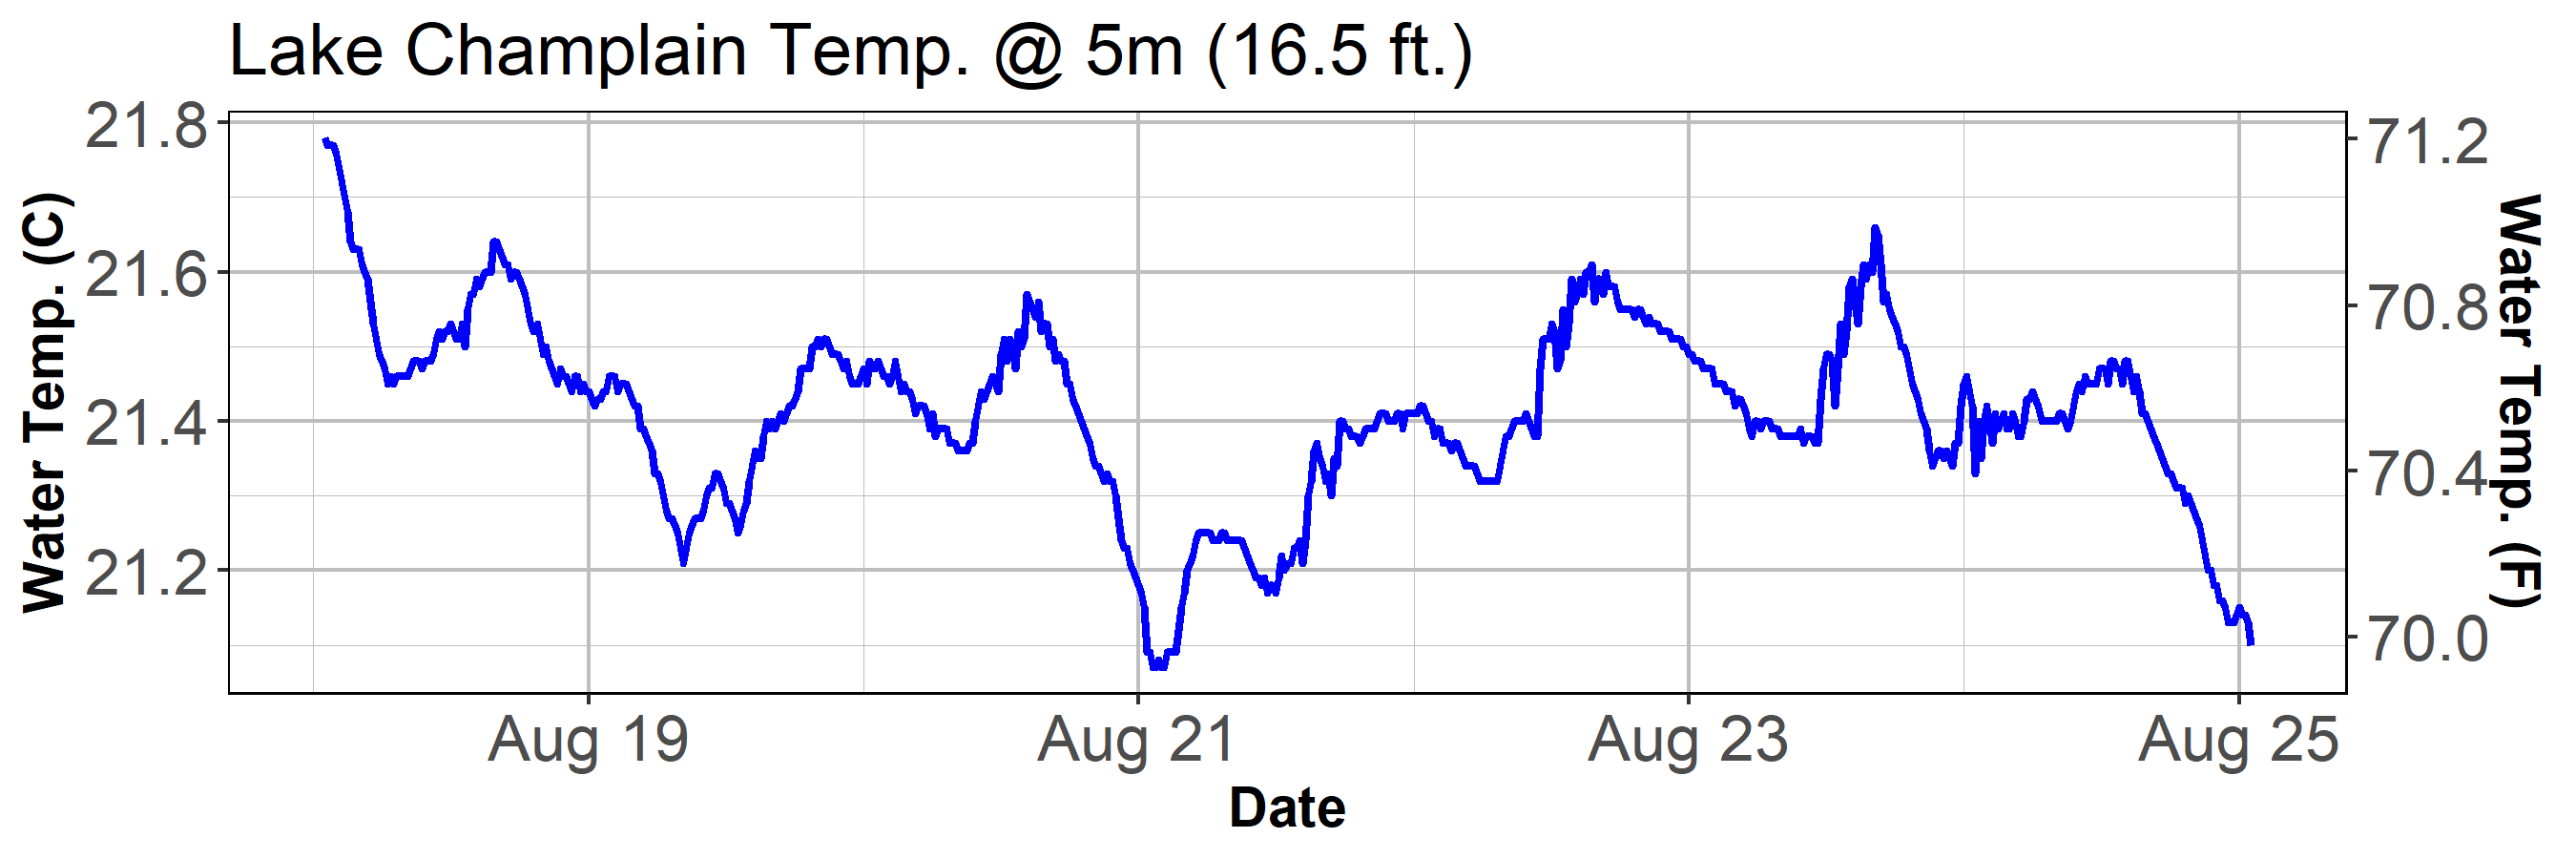 Lake Champlain Temp. @ 5m (16.5 ft.)
Water Temp. (C)
21.8
21.6
21.4
21.2
71.2
70.8
70.4
70.0
Water Temp. (F)
Aug 19
Aug 21
Aug 23
Aug 25
Date